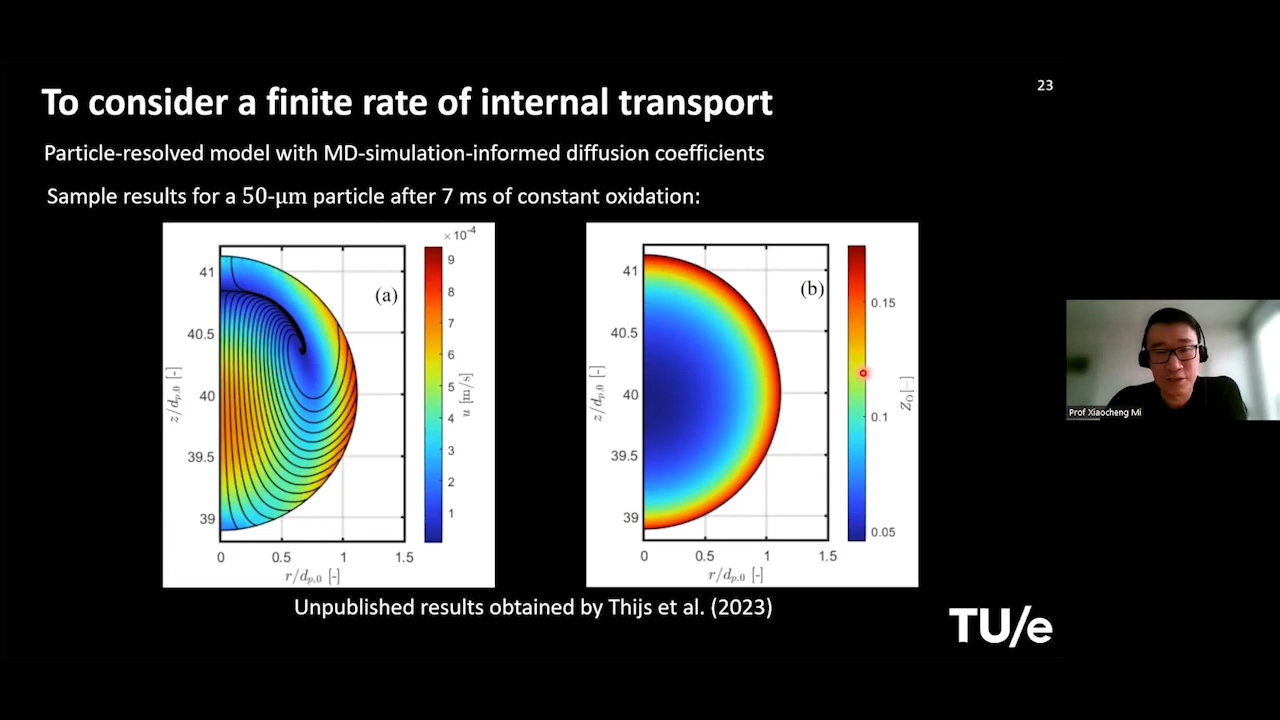 To consider a finite rate of internal transport
23
Particle-resolved model with MD-simulation-informed diffusion coefficients
Sample results for a 50-μm particle after 7 ms of constant oxidation:
×10⁻⁴
(a)
41
40.5
40
39.5
39
z/d_{p,0} [-]
0 0.5 1 1.5
r/d_{p,0} [-]
9
8
7
6
5
4
3
2
1
u [m/s]
(b)
41
40.5
40
39.5
39
z/d_{p,0} [-]
0 0.5 1 1.5
r/d_{p,0} [-]
0.15
0.1
0.05
Z_O [-]
Prof Xiaocheng Mi
Unpublished results obtained by Thijs et al. (2023)
TU/e